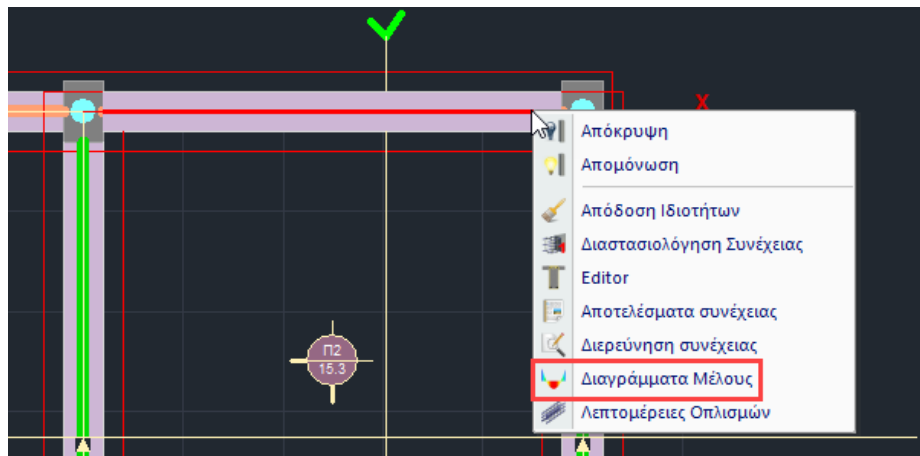 X
Απόκρυψη
Απομόνωση
Απόδοση Ιδιοτήτων
Διαστασιολόγηση Συνέχειας
Editor
Αποτελέσματα συνέχειας
Π2
Διερεύνηση συνέχειας
15.3
Διαγράμματα Μέλους
Λεπτομέρειες Οπλισμών